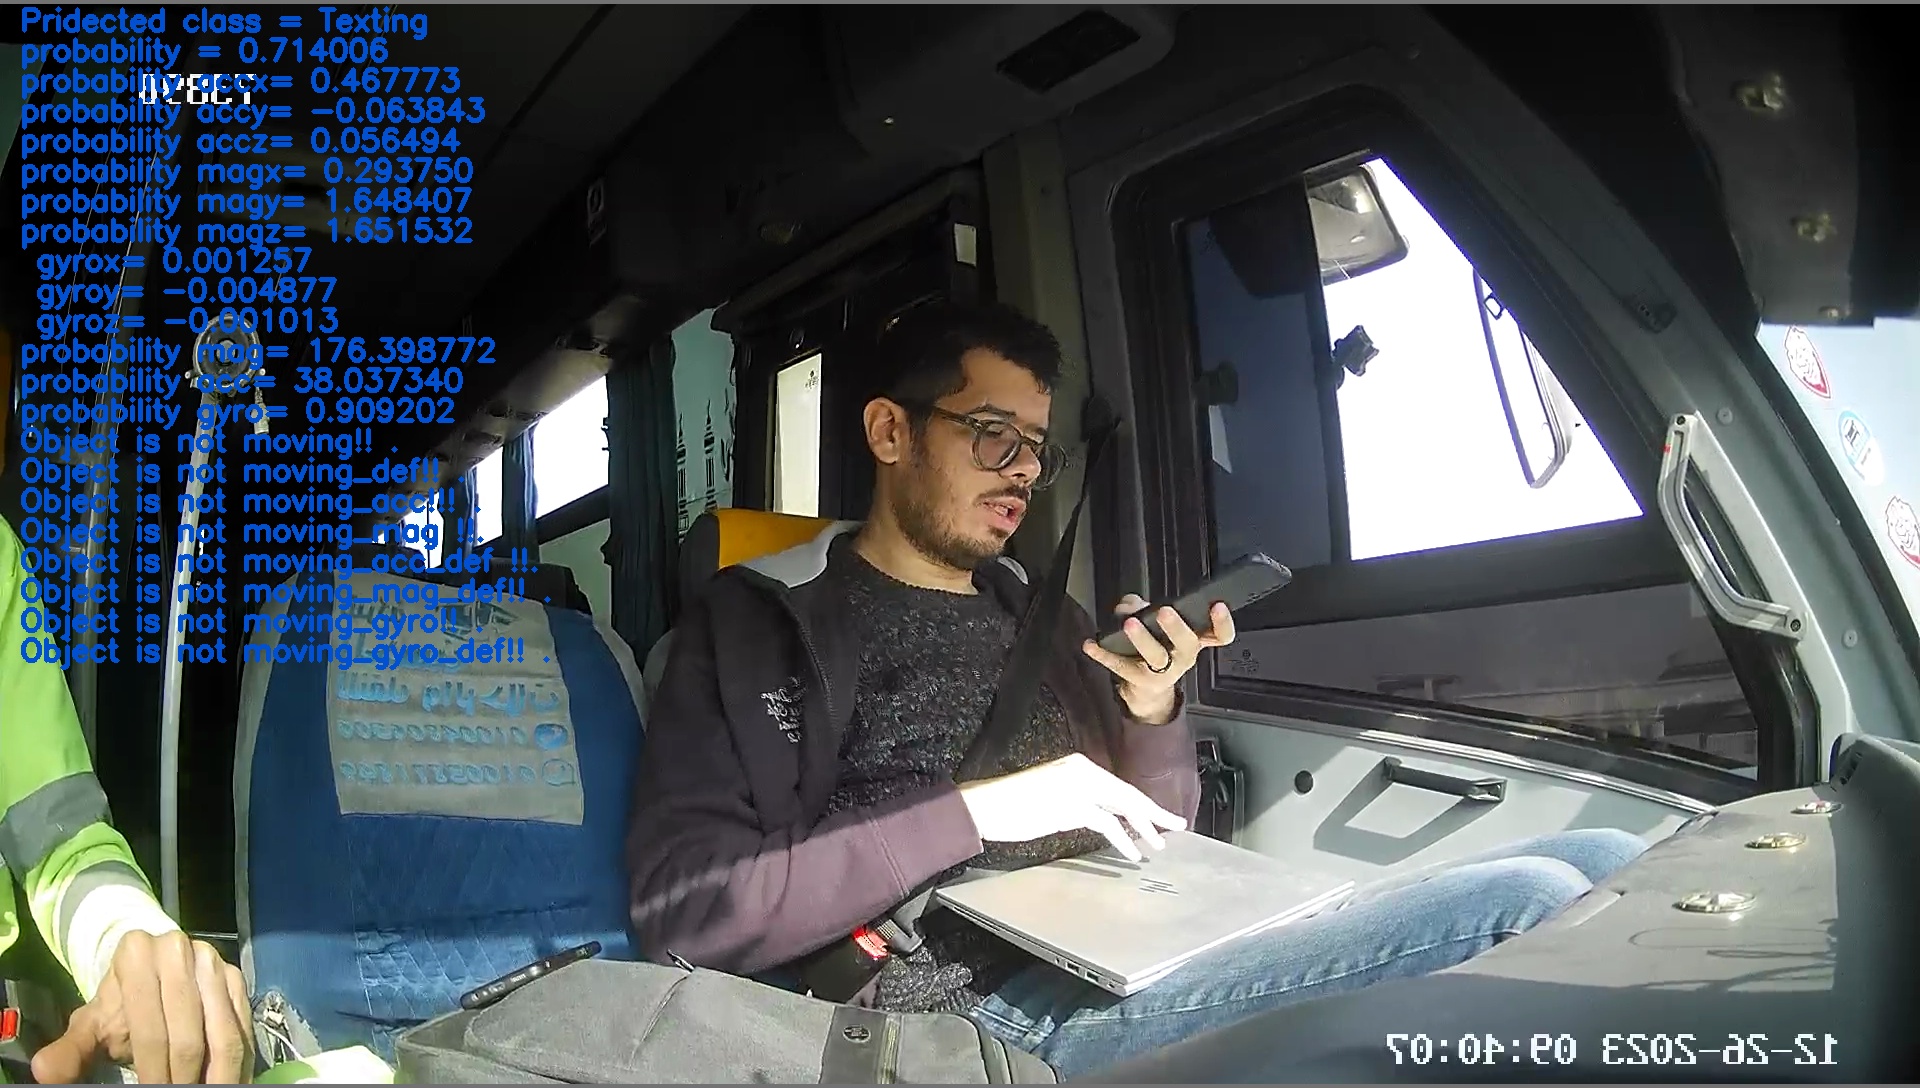 Pridected class = Texting
probability = 0.714006
probability accx= 0.467773
probability accy= -0.063843
probability accz= 0.056494
probability magx= 0.293750
probability magy= 1.648407
probability magz= 1.651532
gyrox= 0.001257
gyroy= -0.004877
gyroz= -0.001013
probability mag= 176.398772
probability acc= 38.037340
probability gyro= 0.909202
Object is not moving!! .
Object is not moving_def!!
Object is not moving_acc!!! .
Object is not moving_mag !!.
Object is not moving_acc_def !!.
Object is not moving_mag_def!! .
Object is not moving_gyro!! .
Object is not moving_gyro_def!! .
12-26-2023 09:40:07